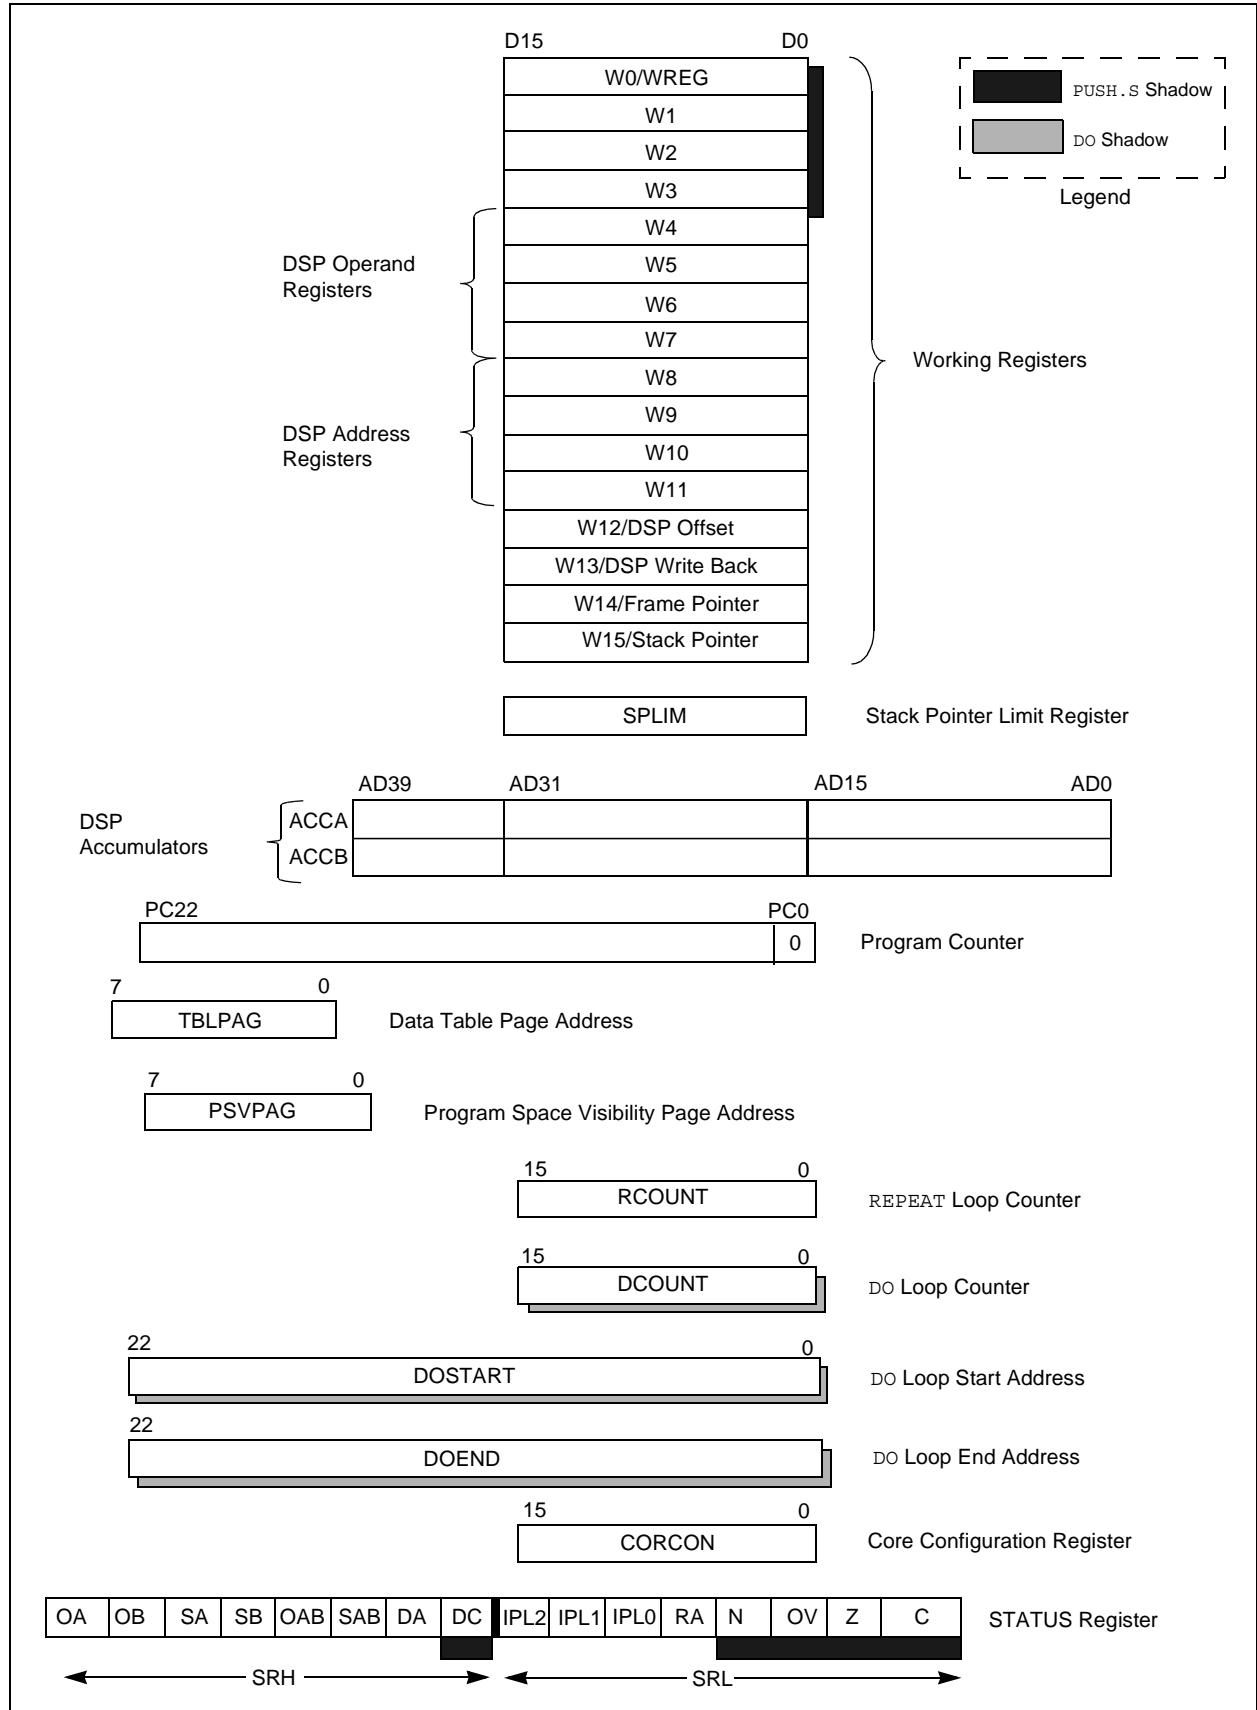 D15 D0
W0/WREG
W1
W2
W3
W4
W5
W6
W7
W8
W9
W10
W11
W12/DSP Offset
W13/DSP Write Back
W14/Frame Pointer
W15/Stack Pointer
PUSH.S Shadow
DO Shadow
Legend
DSP Operand
Registers
DSP Address
Registers
Working Registers
SPLIM Stack Pointer Limit Register
AD39 AD31 AD15 AD0
DSP
Accumulators
ACCA
ACCB
PC22 PC0
0 Program Counter
7 0
TBLPAG Data Table Page Address
7 0
PSVPAG Program Space Visibility Page Address
15 0
RCOUNT REPEAT Loop Counter
15 0
DCOUNT DO Loop Counter
22 0
DOSTART DO Loop Start Address
22
DOEND DO Loop End Address
15 0
CORCON Core Configuration Register
OA OB SA SB OAB SAB DA DC IPL2 IPL1 IPL0 RA N OV Z C STATUS Register
SRH SRL